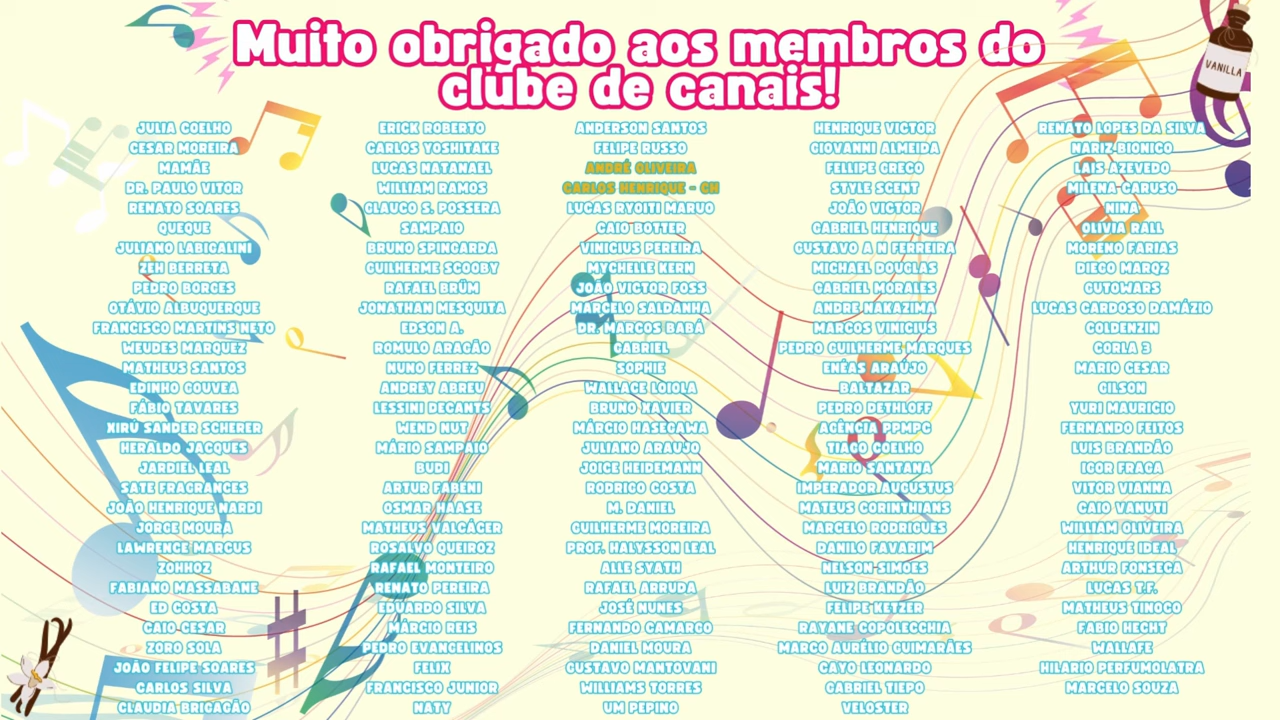 Muito obrigado aos membros do
clube de canais!
VANILLA
JULIA COELHO
CESAR MOREIRA
MAMÃE
DR. PAULO VITOR
RENATO SOARES
QUEQUE
JULIANO LABIGALINI
ZEH BERRETA
PEDRO BORGES
OTÁVIO ALBUQUERQUE
FRANCISCO MARTINS NETO
WEUDES MARQUEZ
MATHEUS SANTOS
EDINHO GOUVEA
FÁBIO TAVARES
XIRÚ SANDER SCHERER
HERALDO JACQUES
JARDIEL LEAL
SATE FRAGRANCES
JOÃO HENRIQUE NARDI
JORGE MOURA
LAWRENCE MARCUS
ZOHHOZ
FABIANO MASSABANE
ED COSTA
CAIO CESAR
ZORO SOLA
JOÃO FELIPE SOARES
CARLOS SILVA
CLAUDIA BRIGAGÃO
ERICK ROBERTO
CARLOS YOSHITAKE
LUCAS NATANAEL
WILLIAM RAMOS
GLAUCO S. POSSERA
SAMPAIO
BRUNO SPINGARDA
GUILHERME SCOOBY
RAFAEL BRÜM
JONATHAN MESQUITA
EDSON A.
ROMULO ARAGÃO
NUNO FERREZ
ANDREY ABREU
LESSINI DECANTS
WEND NUT
MÁRIO SAMPAIO
BUDI
ARTUR FABENI
OSMAR HAASE
MATHEUS VALCÁCER
ROSALVO QUEIROZ
RAFAEL MONTEIRO
RENATO PEREIRA
EDUARDO SILVA
MÁRCIO REIS
PEDRO EVANGELINOS
FELIX
FRANCISCO JUNIOR
NATY
ANDERSON SANTOS
FELIPE RUSSO
ANDRÉ OLIVEIRA
CARLOS HENRIQUE - CH
LUCAS RYOITI MARUO
CAIO BOTTER
VINICIUS PEREIRA
MYCHELLE KERN
JOÃO VICTOR FOSS
MARCELO SALDANHA
DR. MARCOS BABÁ
GABRIEL
SOPHIE
WALLACE LOIOLA
BRUNO XAVIER
MÁRCIO HASEGAWA
JULIANO ARAUJO
JOICE HEIDEMANN
RODRIGO COSTA
M. DANIEL
GUILHERME MOREIRA
PROF. HALYSSON LEAL
ALLE SYATH
RAFAEL ARRUDA
JOSÉ NUNES
FERNANDO CAMARGO
DANIEL MOURA
GUSTAVO MANTOVANI
WILLIAMS TORRES
UM PEPINO
HENRIQUE VICTOR
GIOVANNI ALMEIDA
FELLIPE GRECO
STYLE SCENT
JOÃO VICTOR
GABRIEL HENRIQUE
GUSTAVO A N FERREIRA
MICHAEL DOUGLAS
GABRIEL MORALES
ANDRE NAKAZIMA
MARCOS VINICIUS
PEDRO GUILHERME MARQUES
ENÉAS ARAUJO
BALTAZAR
PEDRO DETHLOFF
AGÊNCIA PPMPC
TIAGO COELHO
MARIO SANTANA
IMPERADOR AUGUSTUS
MATEUS CORINTHIANS
MARCELO RODRIGUES
DANILO FAVARIM
NELSON SIMÕES
LUIZ BRANDÃO
FELIPE KETZER
RAYANE COPOLECCHIA
MARCO AURÉLIO GUIMARÃES
CAYO LEONARDO
GABRIEL TIEPO
VELOSTER
RENATO LOPES DA SILVA
NARIZ BIONICO
LAIS AZEVEDO
MILENA CARUSO
NINA
OLIVIA RALL
MORENO FARIAS
DIEGO MARQZ
GUTOWARS
LUCAS CARDOSO DAMÁZIO
GOLDENZIN
CORLA 3
MARIO CESAR
GILSON
YURI MAURICIO
FERNANDO FEITOS
LUIS BRANDÃO
IGOR FRAGA
VITOR VIANNA
CAIO VANUTI
WILLIAM OLIVEIRA
HENRIQUE IDEAL
ARTHUR FONSECA
LUCAS T.F.
MATHEUS TINOCO
FABIO HECHT
WALLAFE
HILARIO PERFUMOLATRA
MARCELO SOUZA